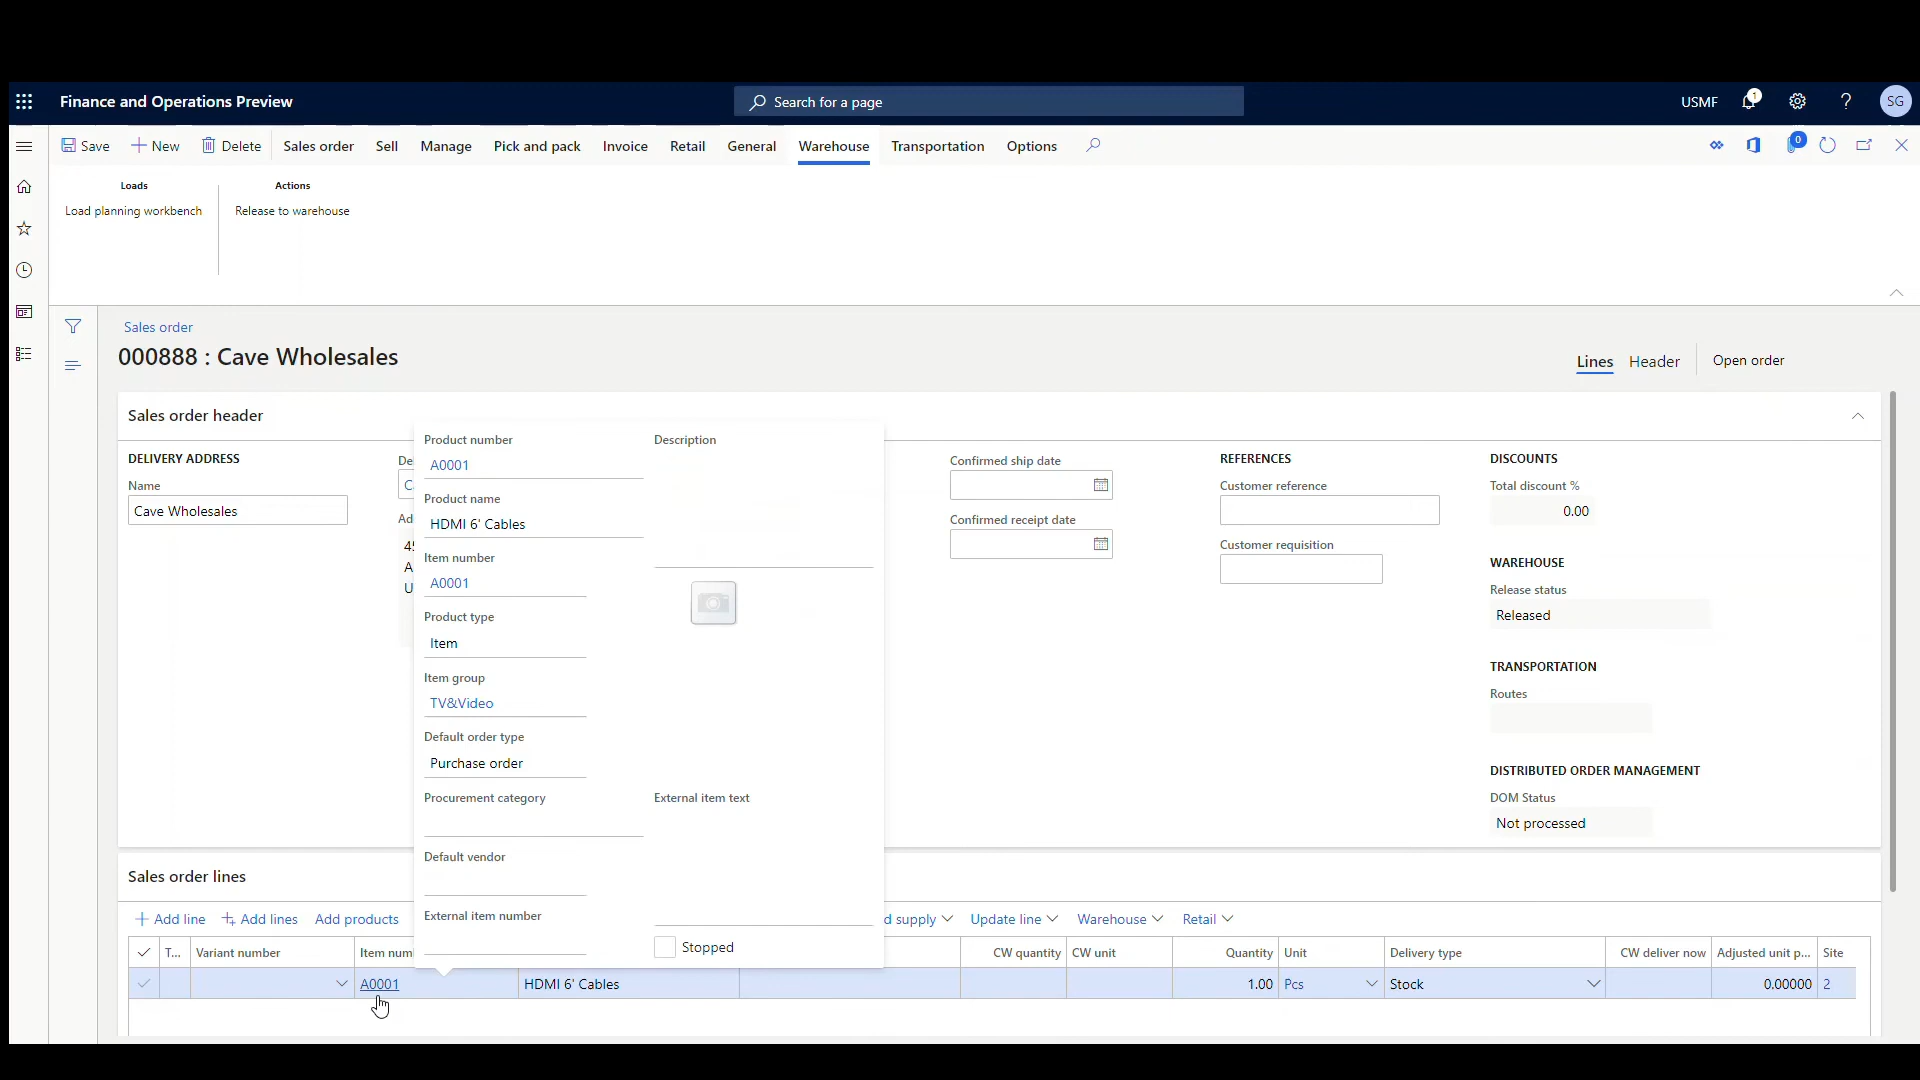 Finance and Operations Preview
Search for a page
USMF
1
?
SG
Save
New
Delete
Sales order
Sell
Manage
Pick and pack
Invoice
Retail
General
Warehouse
Transportation
Options
0
Loads
Actions
Load planning workbench
Release to warehouse
Sales order
000888 : Cave Wholesales
Lines
Header
Open order
Sales order header
DELIVERY ADDRESS
Name
Cave Wholesales
Product number
A0001
Product name
HDMI 6' Cables
Item number
A0001
Product type
Item
Item group
TV&Video
Default order type
Purchase order
Procurement category
Default vendor
External item number
Description
External item text
Stopped
Confirmed ship date
Confirmed receipt date
REFERENCES
Customer reference
Customer requisition
DISCOUNTS
Total discount %
0.00
WAREHOUSE
Release status
Released
TRANSPORTATION
Routes
DISTRIBUTED ORDER MANAGEMENT
DOM Status
Not processed
Sales order lines
Add line
Add lines
Add products
d supply
Update line
Warehouse
Retail
T...
Variant number
Item num
CW quantity
CW unit
Quantity
Unit
Delivery type
CW deliver now
Adjusted unit p...
Site
A0001
HDMI 6' Cables
1.00
Pcs
Stock
0.00000
2